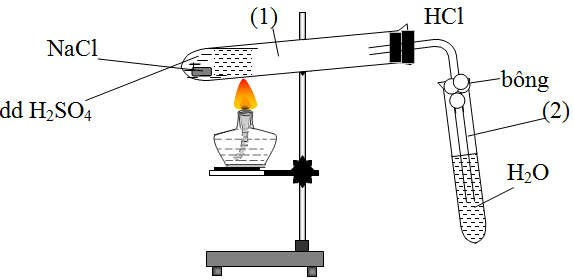 (1)
HCl
NaCl
bông
dd H₂SO₄
(2)
H₂O